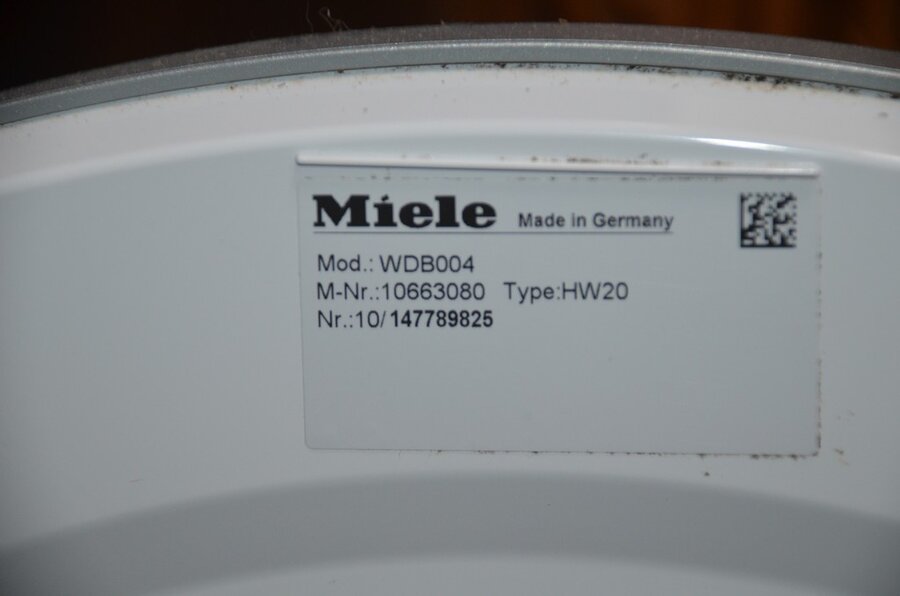 Miele Made in Germany
Mod.: WDB004
M-Nr.:10663080 Type:HW20
Nr.:10/147789825